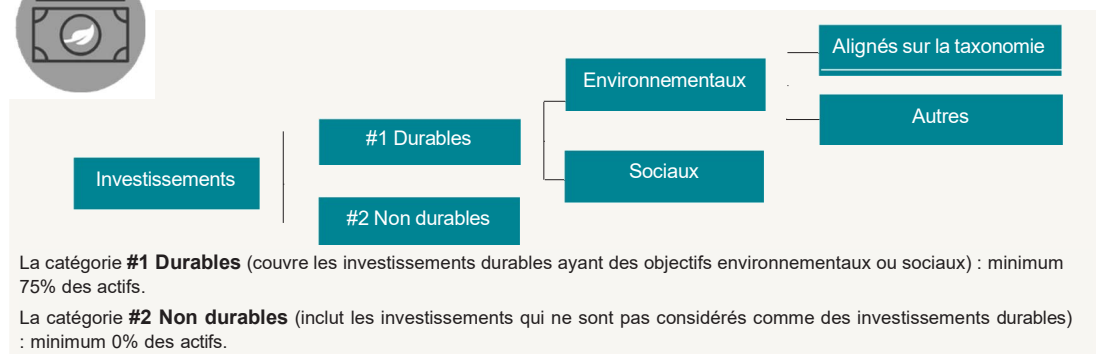 Alignés sur la taxonomie
Environnementaux
Autres
#1 Durables
Sociaux
Investissements
#2 Non durables
La catégorie #1 Durables (couvre les investissements durables ayant des objectifs environnementaux ou sociaux) : minimum
75% des actifs.
La catégorie #2 Non durables (inclut les investissements qui ne sont pas considérés comme des investissements durables)
: minimum 0% des actifs.